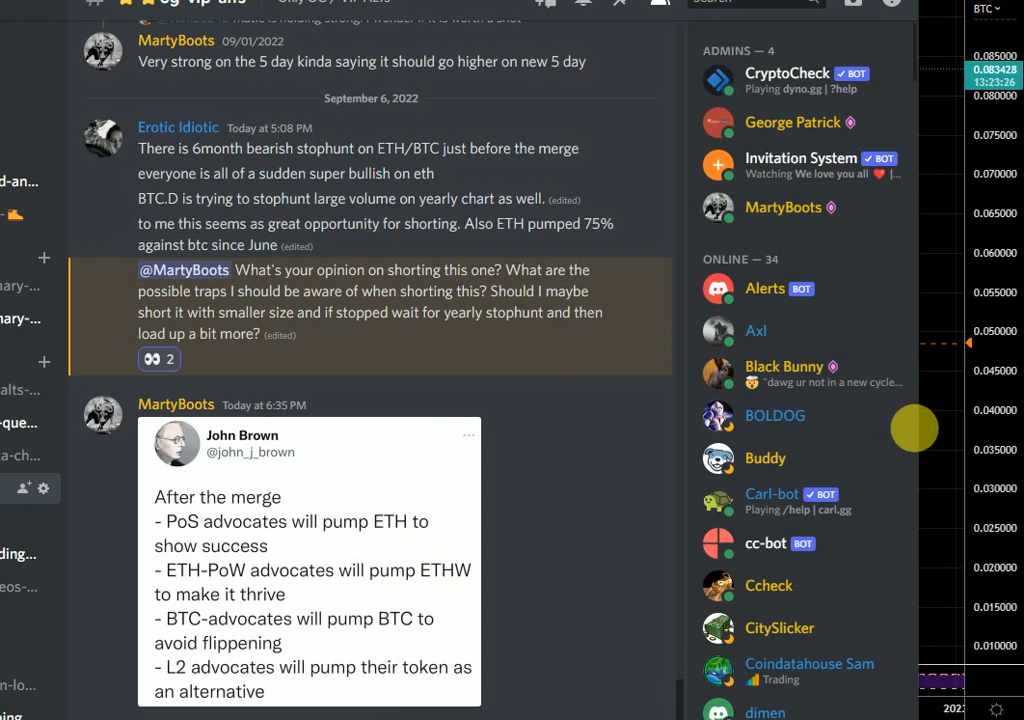 BTC
MartyBoots 09/01/2022
Very strong on the 5 day kinda saying it should go higher on new 5 day
September 6, 2022
Erotic Idiotic Today at 5:08 PM
There is 6month bearish stophunt on ETH/BTC just before the merge
everyone is all of a sudden super bullish on eth
BTC.D is trying to stophunt large volume on yearly chart as well. (edited)
to me this seems as great opportunity for shorting. Also ETH pumped 75%
against btc since June (edited)
@MartyBoots What's your opinion on shorting this one? What are the
possible traps I should be aware of when shorting this? Should I maybe
short it with smaller size and if stopped wait for yearly stophunt and then
load up a bit more? (edited)
👀 2
MartyBoots Today at 6:35 PM
John Brown
@john_j_brown
After the merge
- PoS advocates will pump ETH to
show success
- ETH-PoW advocates will pump ETHW
to make it thrive
- BTC-advocates will pump BTC to
avoid flippening
- L2 advocates will pump their token as
an alternative
ADMINS — 4
CryptoCheck ✓ BOT
Playing dyno.gg | ?help
George Patrick
Invitation System ✓ BOT
Watching We love you all ❤️ |...
MartyBoots
ONLINE — 34
Alerts BOT
Axl
Black Bunny
🤯 "dawg ur not in a new cycle...
BOLDOG
Buddy
Carl-bot ✓ BOT
Playing /help | carl.gg
cc-bot BOT
Ccheck
CitySlicker
Coindatahouse Sam
Trading
dimen
0.085000
0.083428
13:23:26
0.080000
0.075000
0.070000
0.065000
0.060000
0.055000
0.050000
0.045000
0.040000
0.035000
0.030000
0.025000
0.020000
0.015000
0.010000